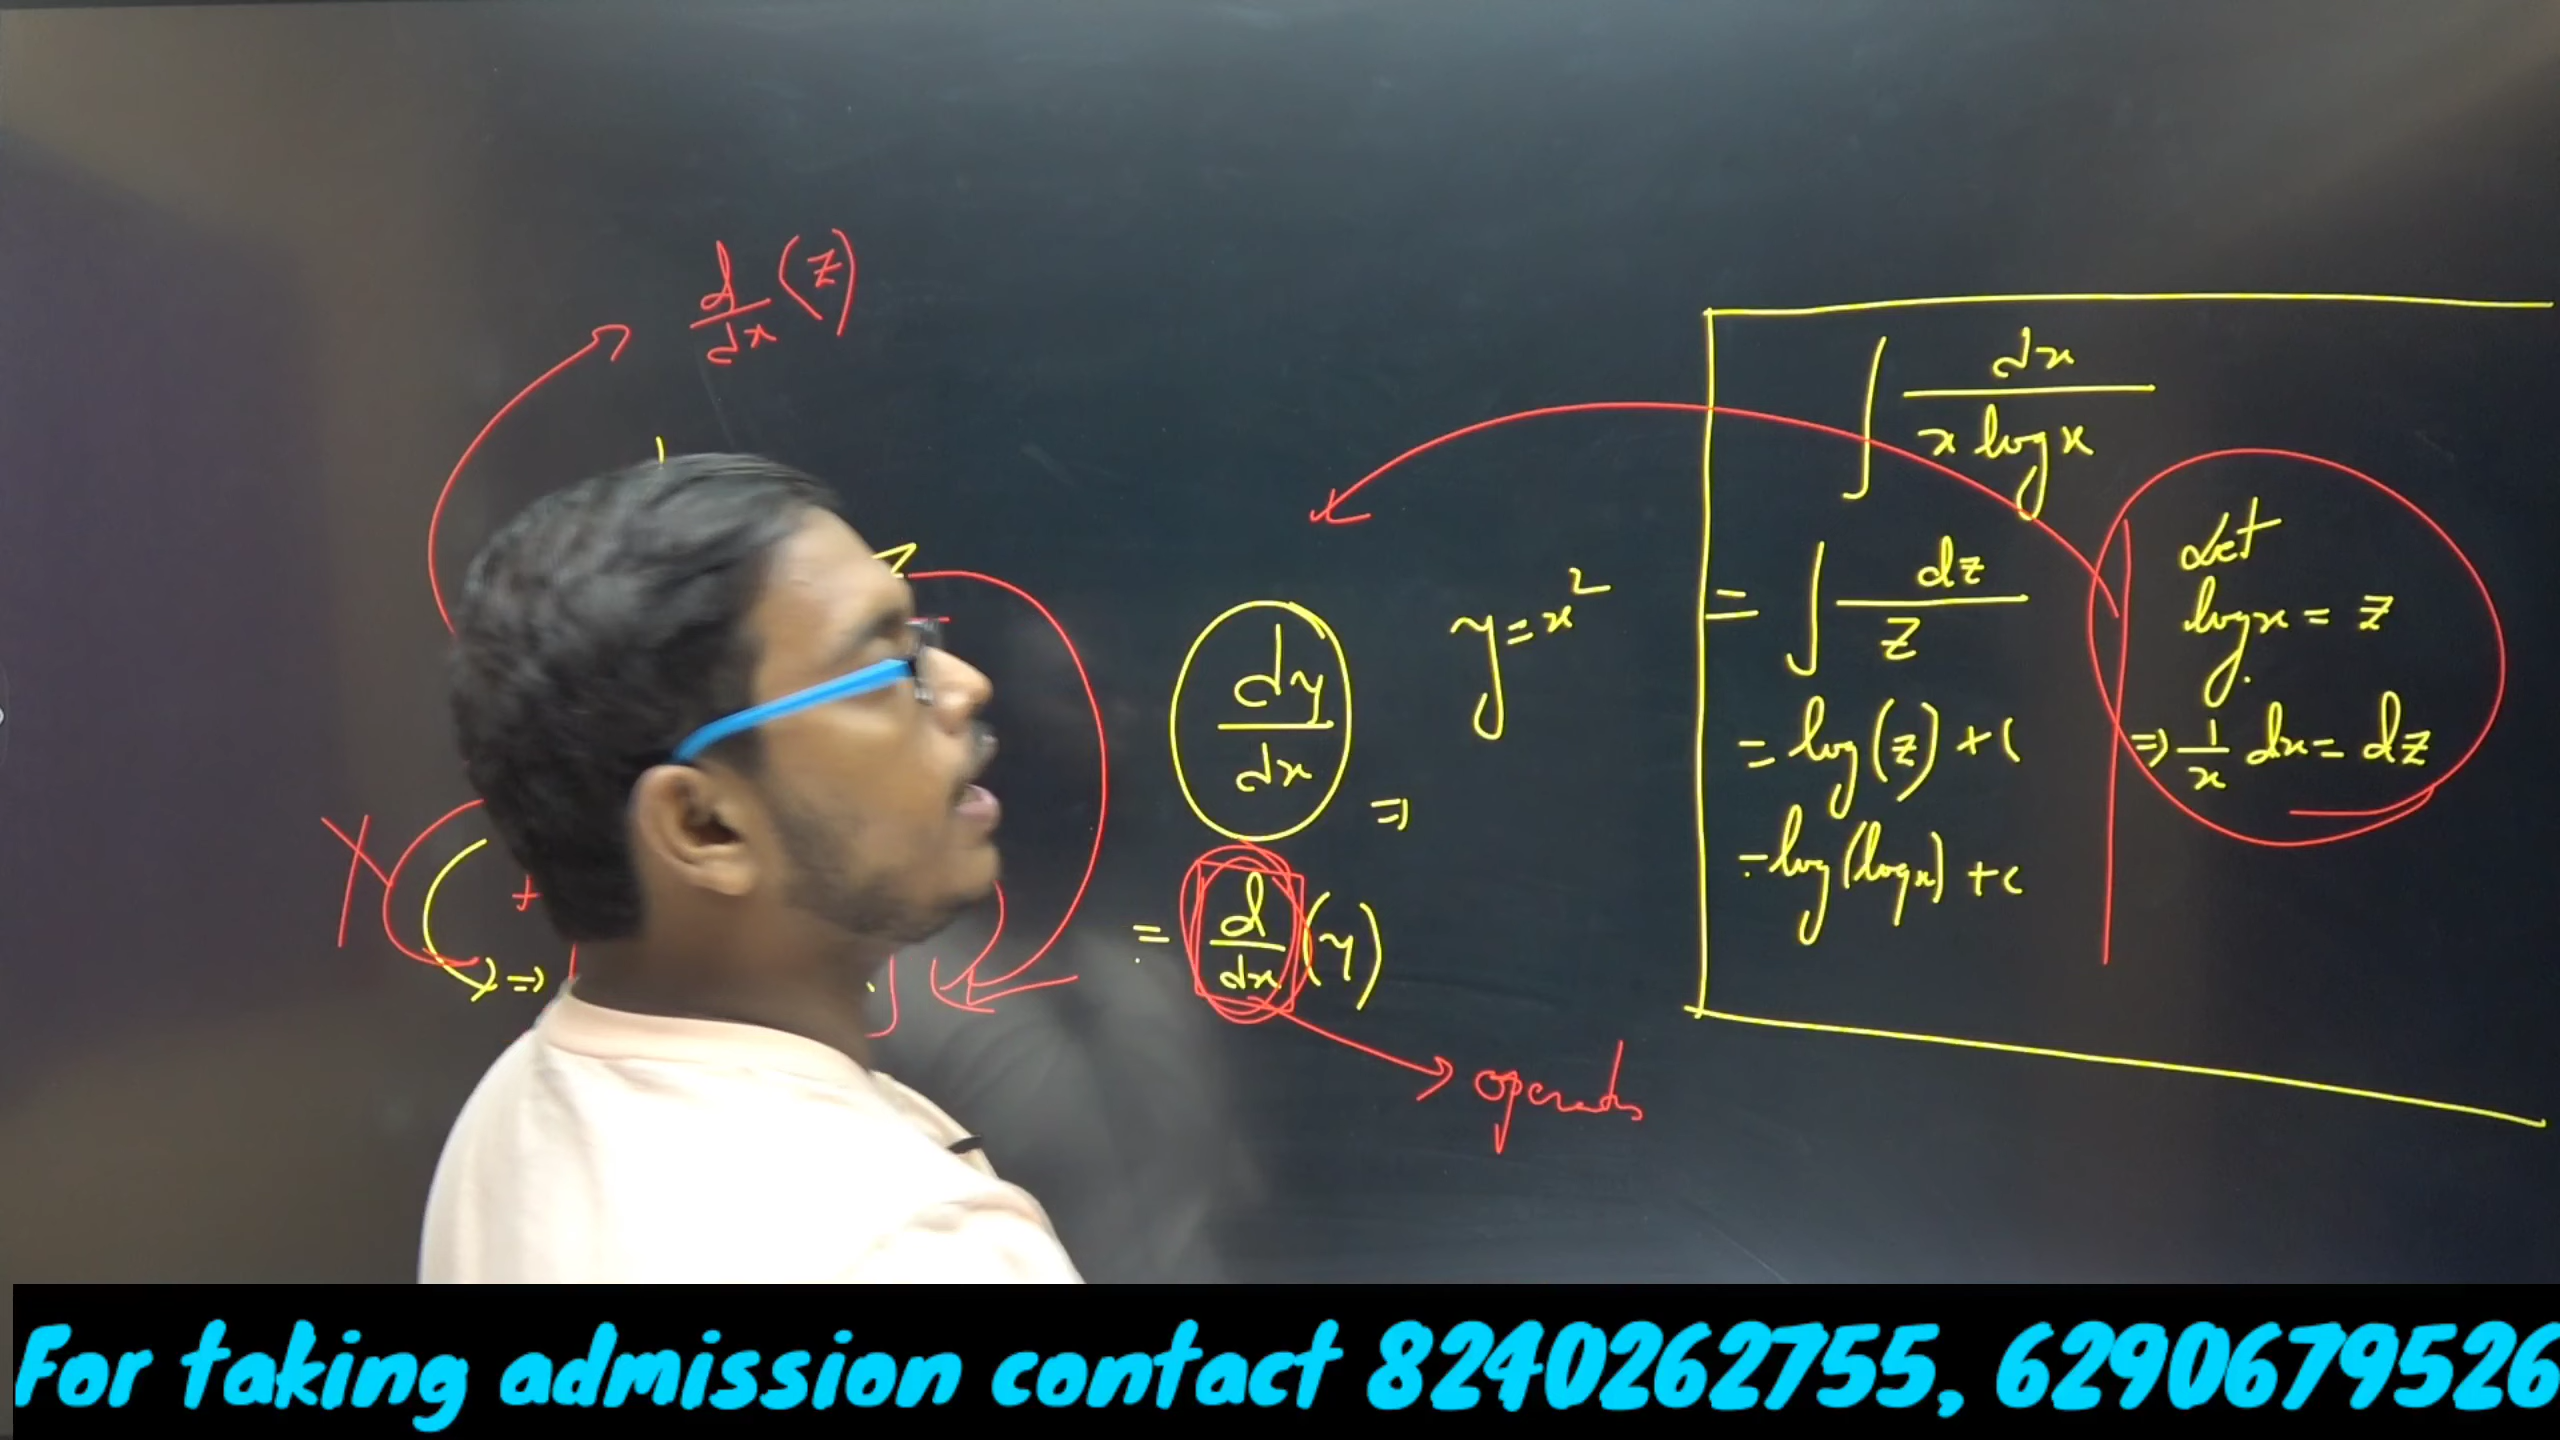 d/dx (z)
z
X
⇒
dy/dx ⇒
y = x²
= d/dx (y)
operator
∫ dx / x log x
= ∫ dz / z
= log(z) + c
= log(log x) + c
Let
log x = z
⇒ 1/x dx = dz
For taking admission contact 8240262755, 6290679526